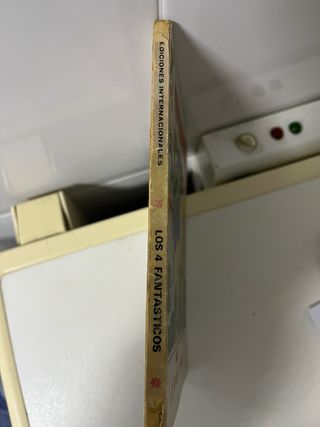 EDICIONES INTERNACIONALES
LOS 4 FANTASTICOS